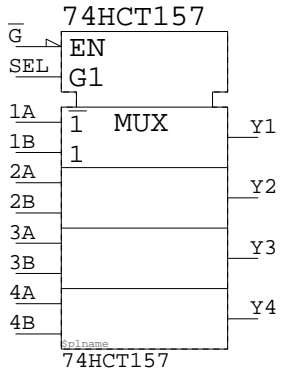 74HCT157
G
EN
SEL
G1
1A
1
MUX
1B
1
Y1
2A
2B
Y2
3A
3B
Y3
4A
4B
Y4
$plname
74HCT157